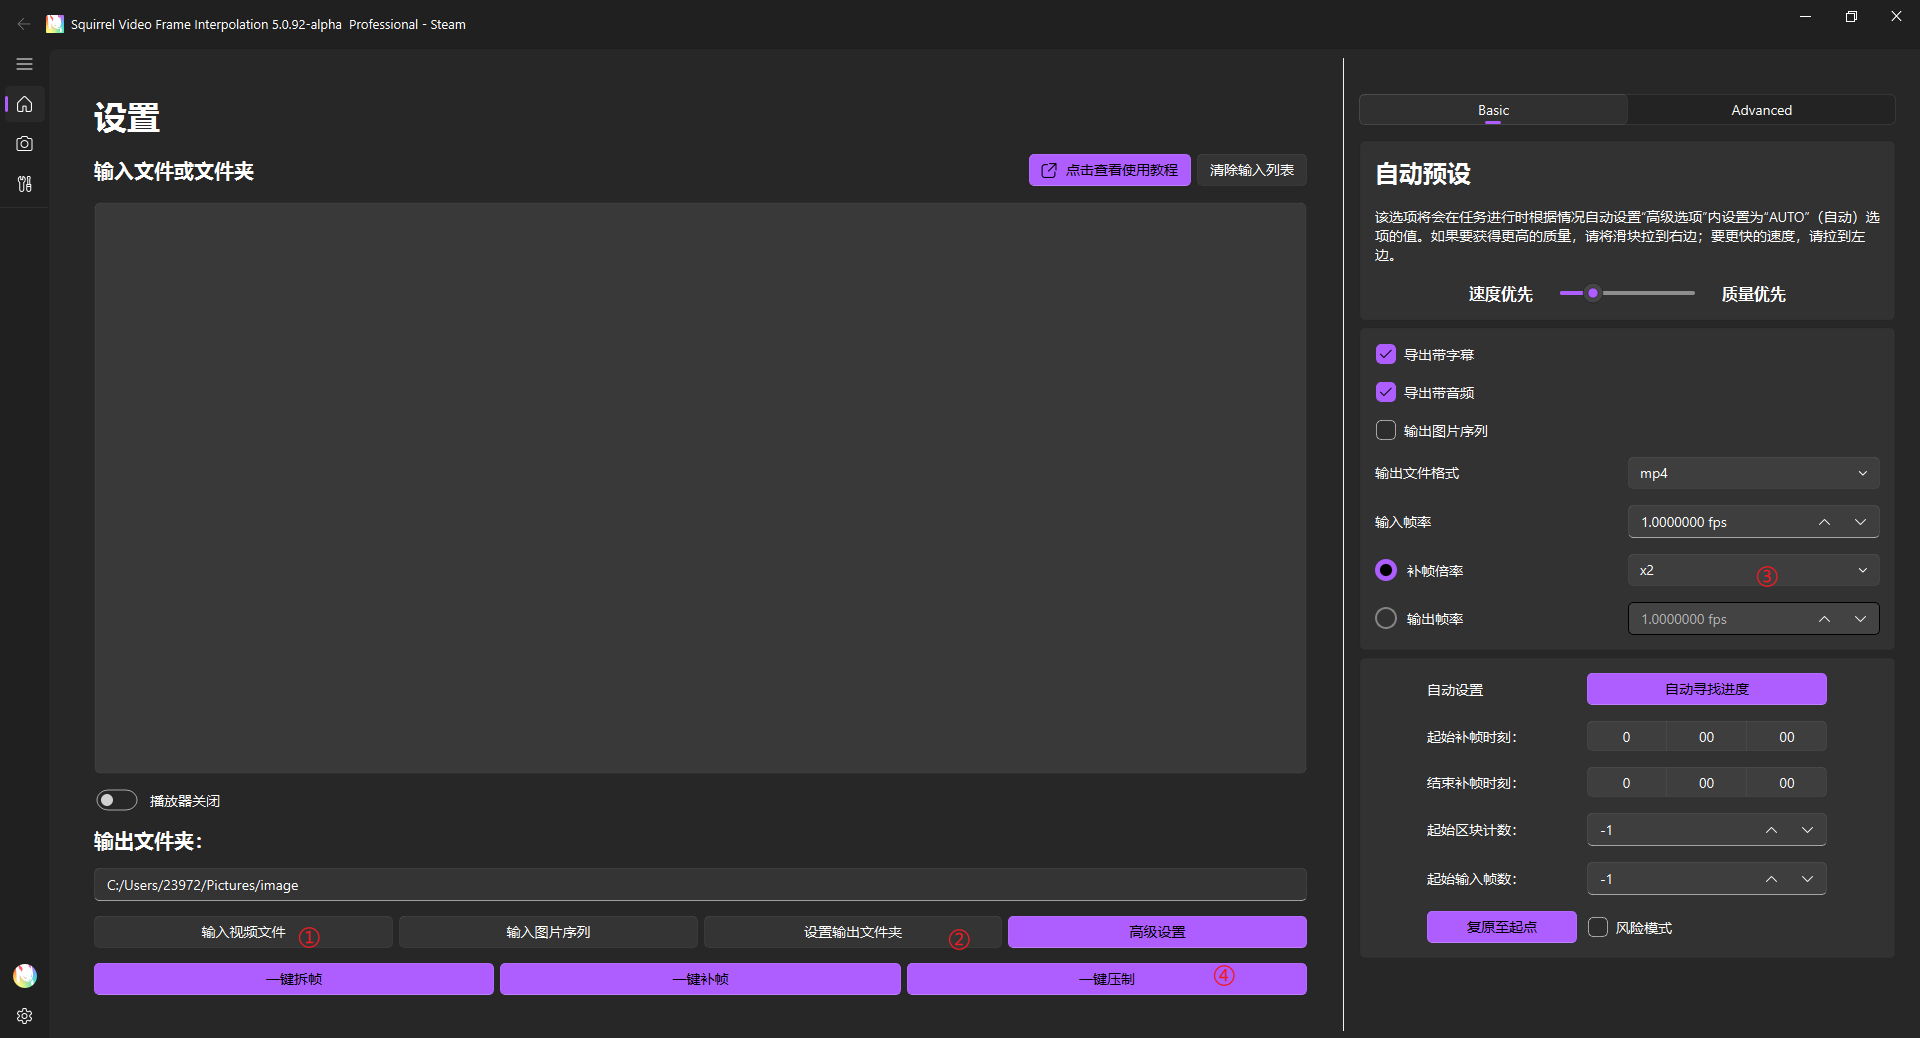 Squirrel Video Frame Interpolation 5.0.92-alpha  Professional - Steam
设置
输入文件或文件夹
点击查看使用教程
清除输入列表
播放器关闭
输出文件夹：
C:/Users/23972/Pictures/image
输入视频文件 ①
输入图片序列
设置输出文件夹 ②
高级设置
一键拆帧
一键补帧
一键压制 ④
Basic
Advanced
自动预设
该选项将会在任务进行时根据情况自动设置“高级选项”内设置为“AUTO”（自动）选
项的值。如果要获得更高的质量，请将滑块拉到右边；要更快的速度，请拉到左
边。
速度优先
质量优先
导出带字幕
导出带音频
输出图片序列
输出文件格式
mp4
输入帧率
1.0000000 fps
补帧倍率
x2 ③
输出帧率
1.0000000 fps
自动设置
自动寻找进度
起始补帧时刻：
0 00 00
结束补帧时刻：
0 00 00
起始区块计数：
-1
起始输入帧数：
-1
复原至起点
风险模式